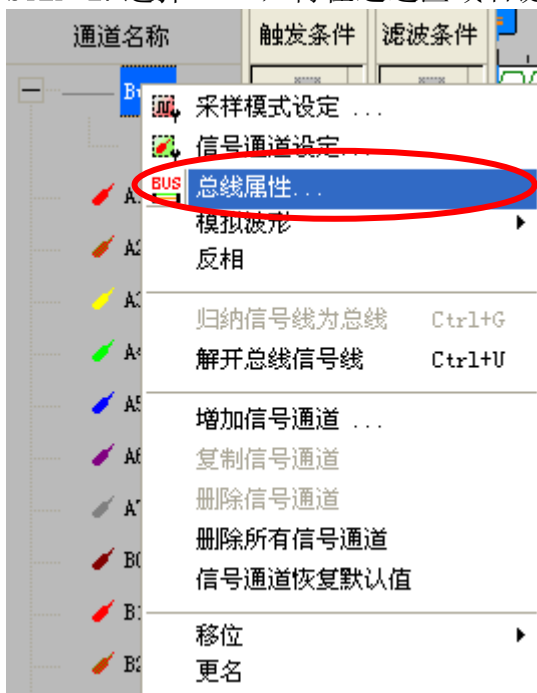 通道名称 触发条件 滤波条件
采样模式设定 ...
信号通道设定...
BUS 总线属性...
模拟波形
反相
归纳信号线为总线 Ctrl+G
解开总线信号线 Ctrl+U
增加信号通道 ...
复制信号通道
删除信号通道
删除所有信号通道
信号通道恢复默认值
移位
更名
A1
A2
A3
A4
A5
A6
A7
B0
B1
B2